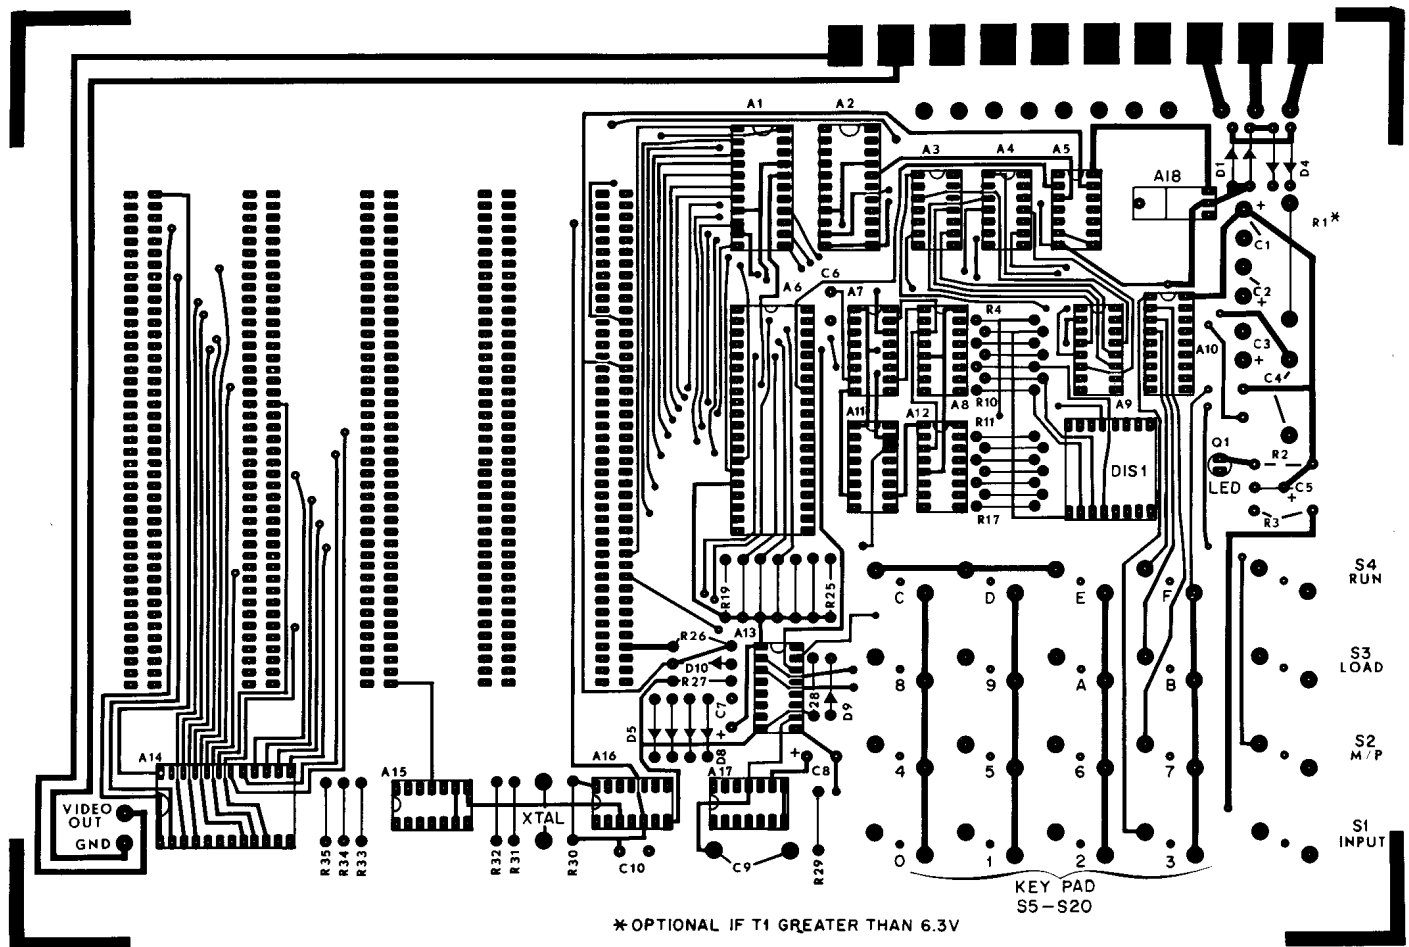 A1 A2
A3 A4 A5
D1 D4
A18
R1*
+
C1
C2
+
C6 A6 A7 R4
C3
A10
+
C4
R10 A8 A9
A11 A12 R11
Q1 R2
DIS1
LED C5
+
R17 R3
R19 R25
S4
RUN
C D E F
R26 A13
D10
R27
S3
LOAD
8 9 A B
C7 R28 D9
D5 + D8
S2
M/P
A14 A15 A16 A17 + C8
4 5 6 7
VIDEO
OUT
GND
XTAL
S1
INPUT
R35 R34 R33 R32 R31 R30 C10 C9 R29
0 1 2 3
KEY PAD
S5-S20
*OPTIONAL IF T1 GREATER THAN 6.3V